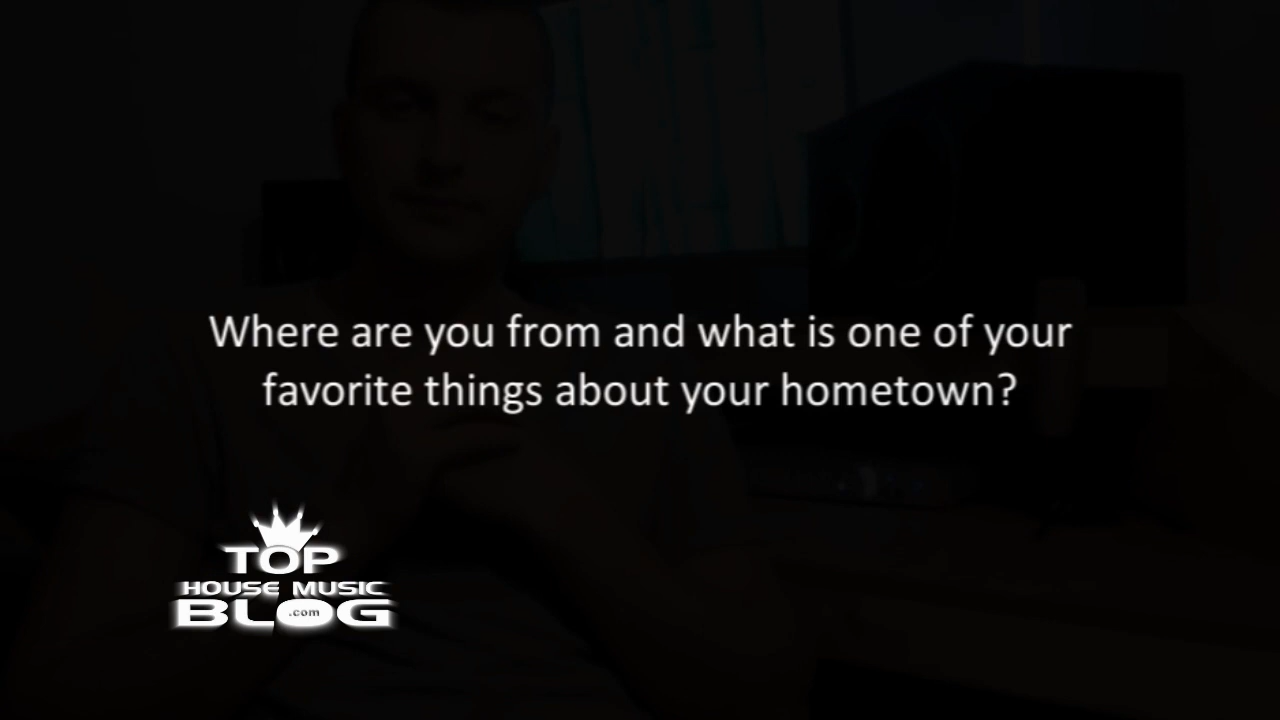 Where are you from and what is one of your
favorite things about your hometown?
TOP
HOUSE MUSIC
BLOG
.com